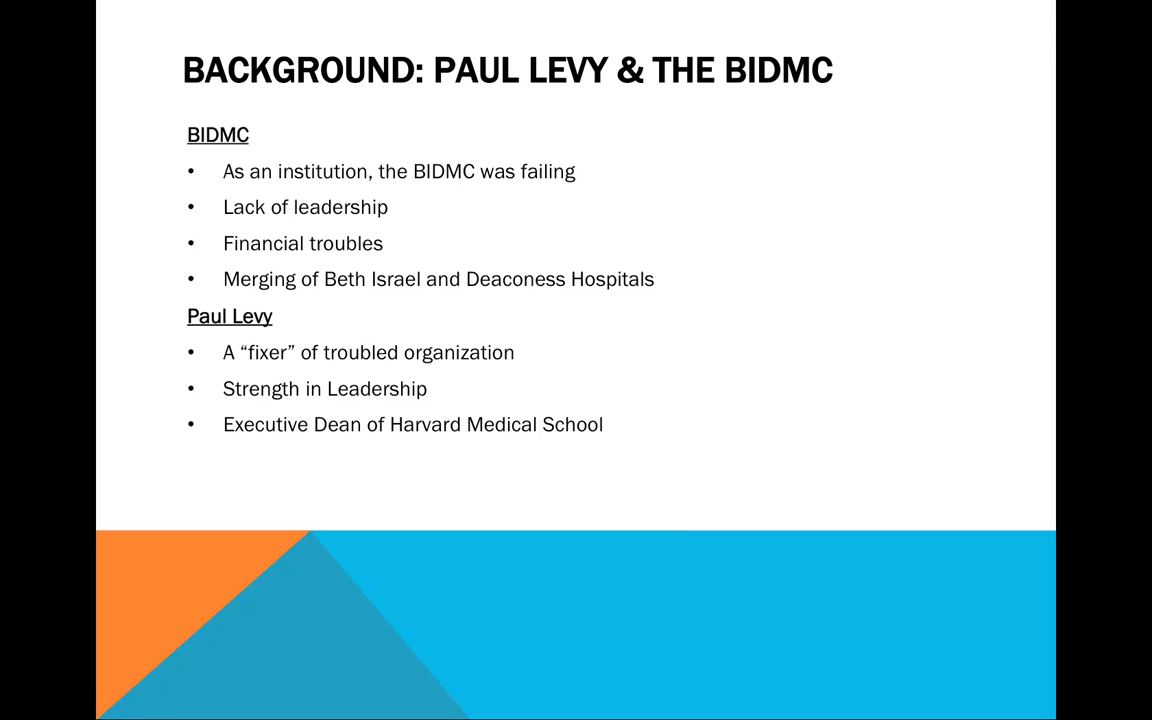 BACKGROUND: PAUL LEVY & THE BIDMC
BIDMC
• As an institution, the BIDMC was failing
• Lack of leadership
• Financial troubles
• Merging of Beth Israel and Deaconess Hospitals
Paul Levy
• A “fixer” of troubled organization
• Strength in Leadership
• Executive Dean of Harvard Medical School